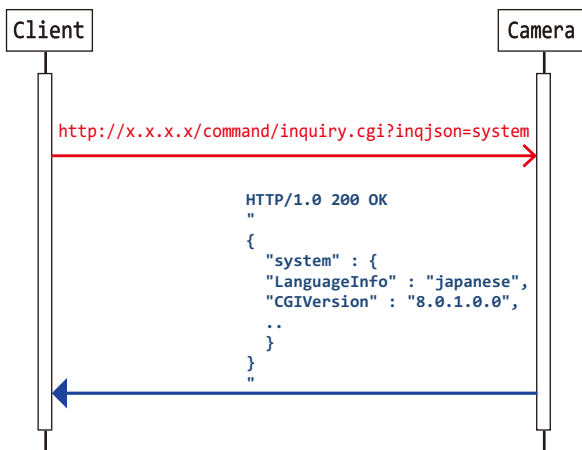 Client
Camera
http://x.x.x.x/command/inquiry.cgi?inqjson=system
HTTP/1.0 200 OK
"
{
"system" : {
"LanguageInfo" : "japanese",
"CGIVersion" : "8.0.1.0.0",
..
}
}
"